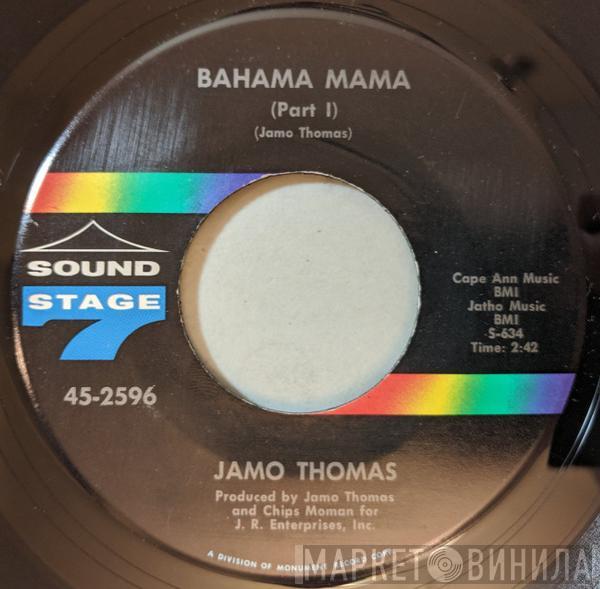 BAHAMA MAMA
(Part I)
(Jamo Thomas)
SOUND
STAGE
7
45-2596
Cape Ann Music
BMI
Jatho Music
BMI
S-634
Time: 2:42
JAMO THOMAS
Produced by Jamo Thomas
and Chips Moman for
J. R. Enterprises, Inc.
A DIVISION OF MONUMENT RECORD CORP.
МАРКЕТ ВИНИЛА